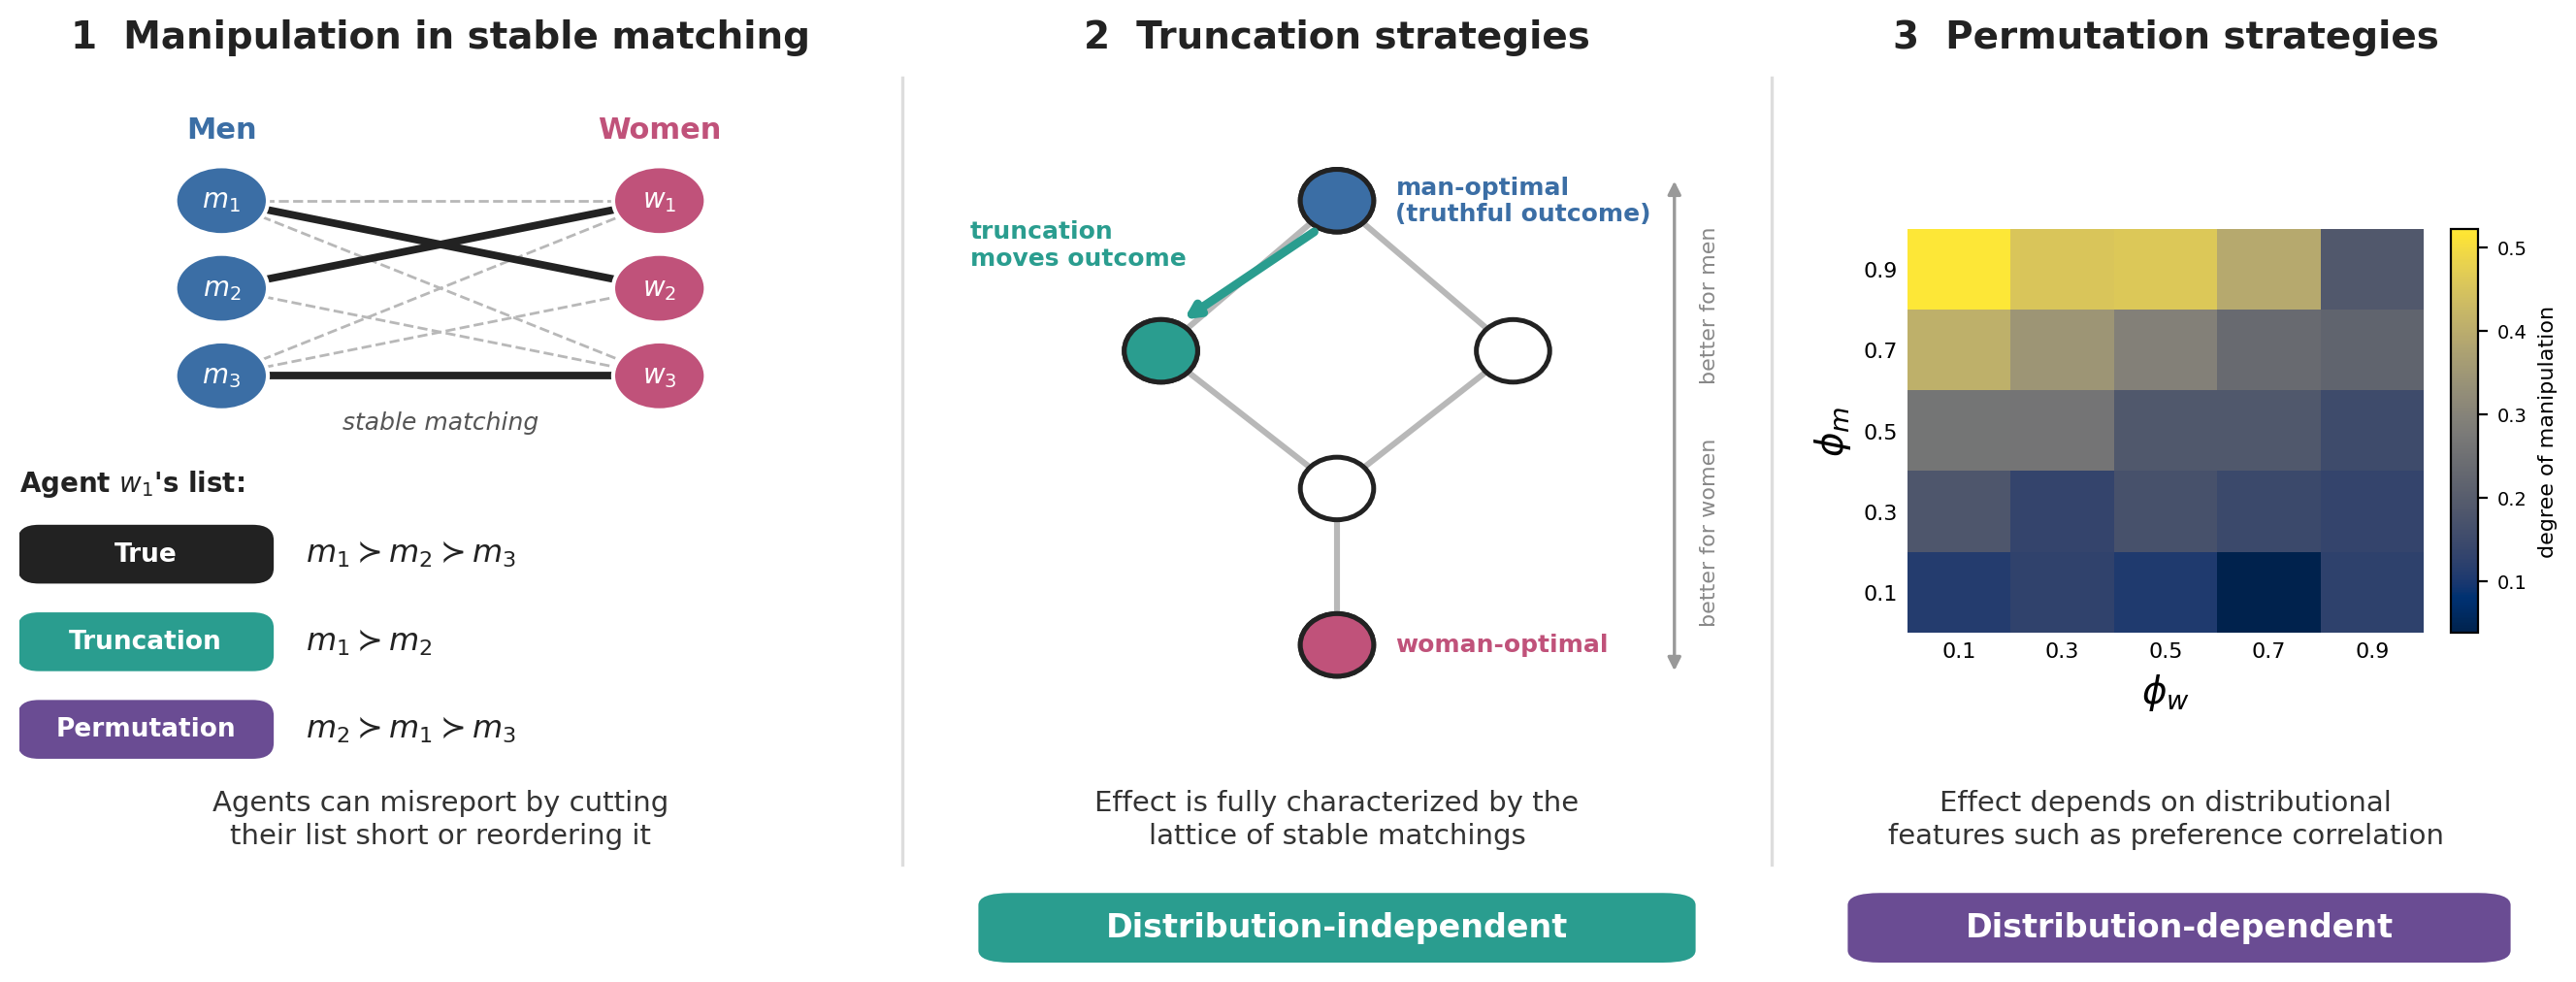 1 Manipulation in stable matching
Men
Women
m₁
w₁
m₂
w₂
m₃
w₃
stable matching
Agent w₁'s list:
True
m₁ ≻ m₂ ≻ m₃
Truncation
m₁ ≻ m₂
Permutation
m₂ ≻ m₁ ≻ m₃
Agents can misreport by cutting
their list short or reordering it
2 Truncation strategies
man-optimal
(truthful outcome)
truncation
moves outcome
better for men
better for women
woman-optimal
Effect is fully characterized by the
lattice of stable matchings
Distribution-independent
3 Permutation strategies
ϕₘ
0.9
0.7
0.5
0.3
0.1
0.1 0.3 0.5 0.7 0.9
ϕ_w
0.5
0.4
0.3
0.2
0.1
degree of manipulation
Effect depends on distributional
features such as preference correlation
Distribution-dependent